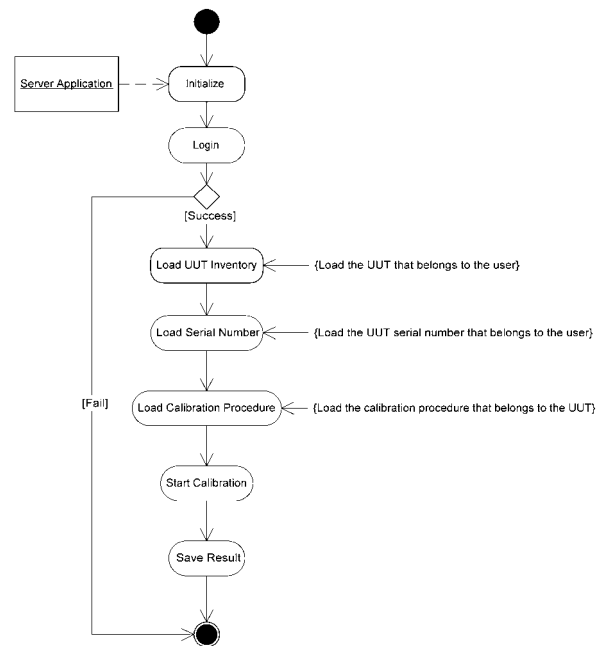 Server Application
Initialize
Login
[Success]
Load UUT Inventory
{Load the UUT that belongs to the user}
Load Serial Number
{Load the UUT serial number that belongs to the user}
[Fail]
Load Calibration Procedure
{Load the calibration procedure that belongs to the UUT}
Start Calibration
Save Result